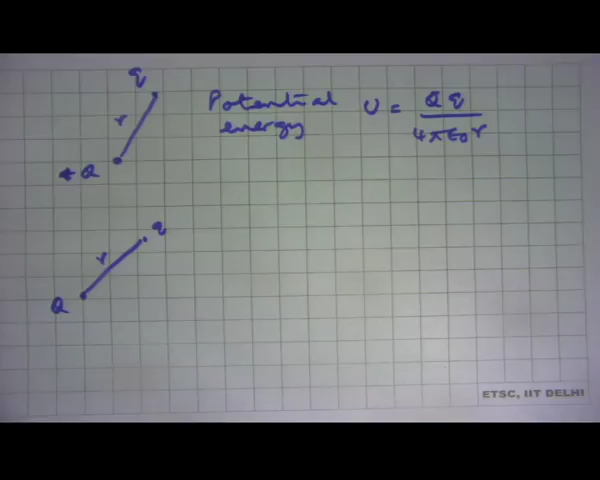 q
Potential U = Qq / 4πε₀r
energy
r
+Q
q
r
Q
ETSC, IIT DELHI